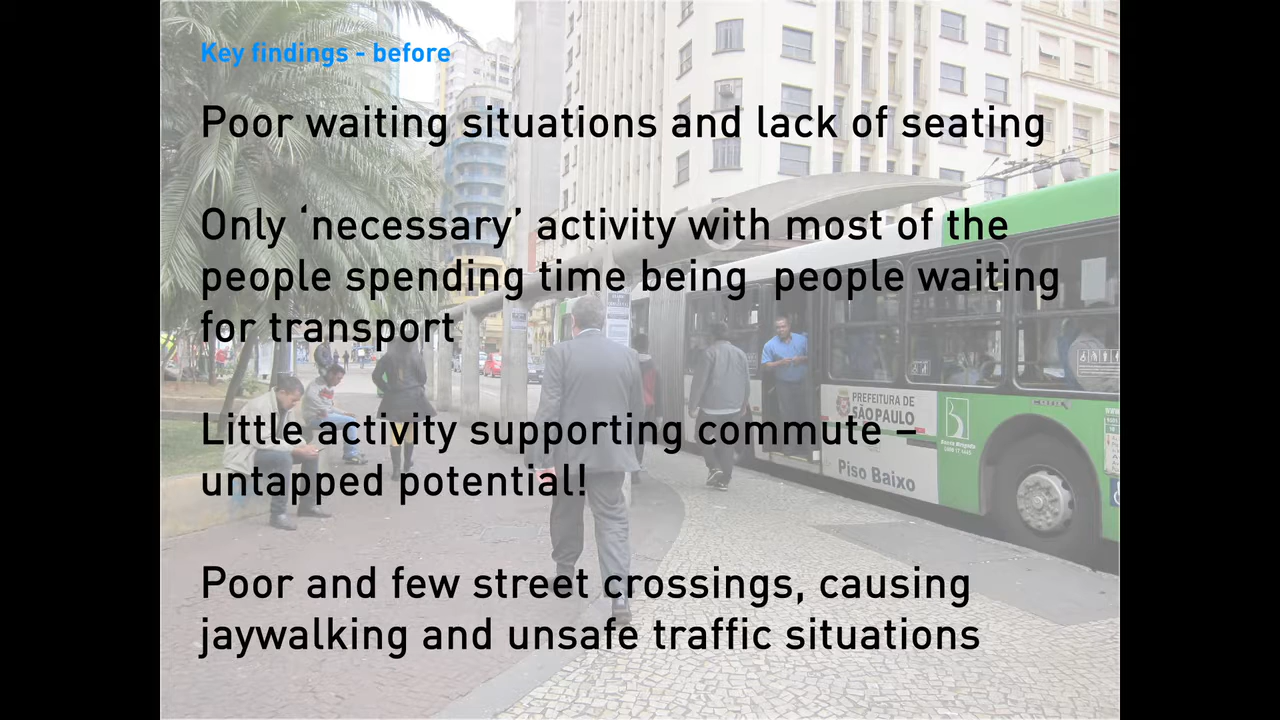 Key findings - before
Poor waiting situations and lack of seating
Only ‘necessary’ activity with most of the
people spending time being  people waiting
for transport
Little activity supporting commute –
untapped potential!
Poor and few street crossings, causing
jaywalking and unsafe traffic situations
PREFEITURA DE
SÃO PAULO
Piso Baixo